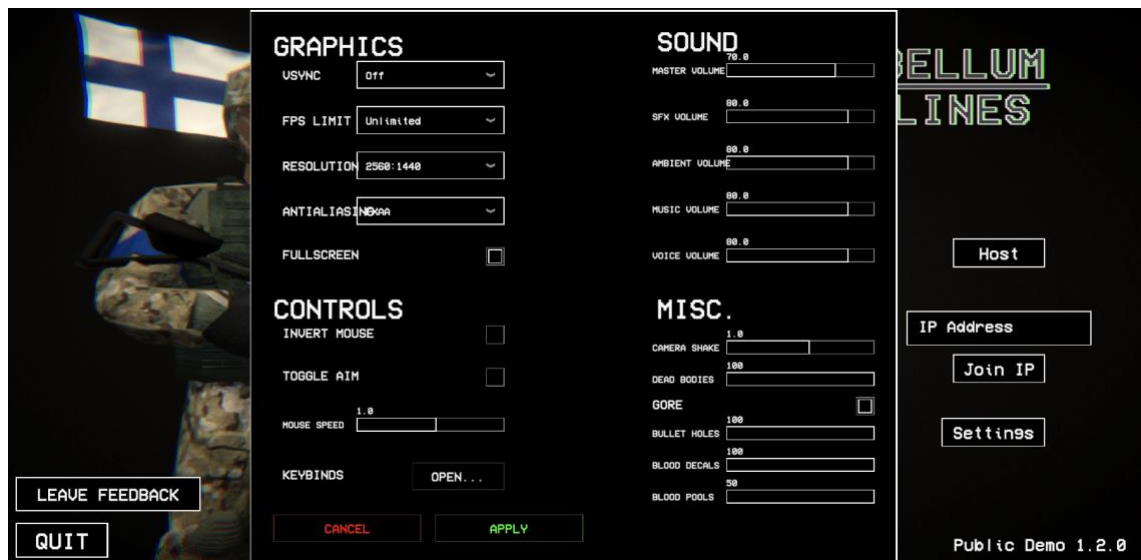 GRAPHICS
VSYNC Off
FPS LIMIT Unlimited
RESOLUTION 2560:1440
ANTIALIASING FXAA
FULLSCREEN
CONTROLS
INVERT MOUSE
TOGGLE AIM
1.0
MOUSE SPEED
KEYBINDS OPEN...
CANCEL APPLY
SOUND
70.0
MASTER VOLUME
80.0
SFX VOLUME
80.0
AMBIENT VOLUME
80.0
MUSIC VOLUME
80.0
VOICE VOLUME
MISC.
1.0
CAMERA SHAKE
100
DEAD BODIES
GORE
100
BULLET HOLES
100
BLOOD DECALS
50
BLOOD POOLS
BELLUM
LINES
Host
IP Address
Join IP
Settings
LEAVE FEEDBACK
QUIT
Public Demo 1.2.0